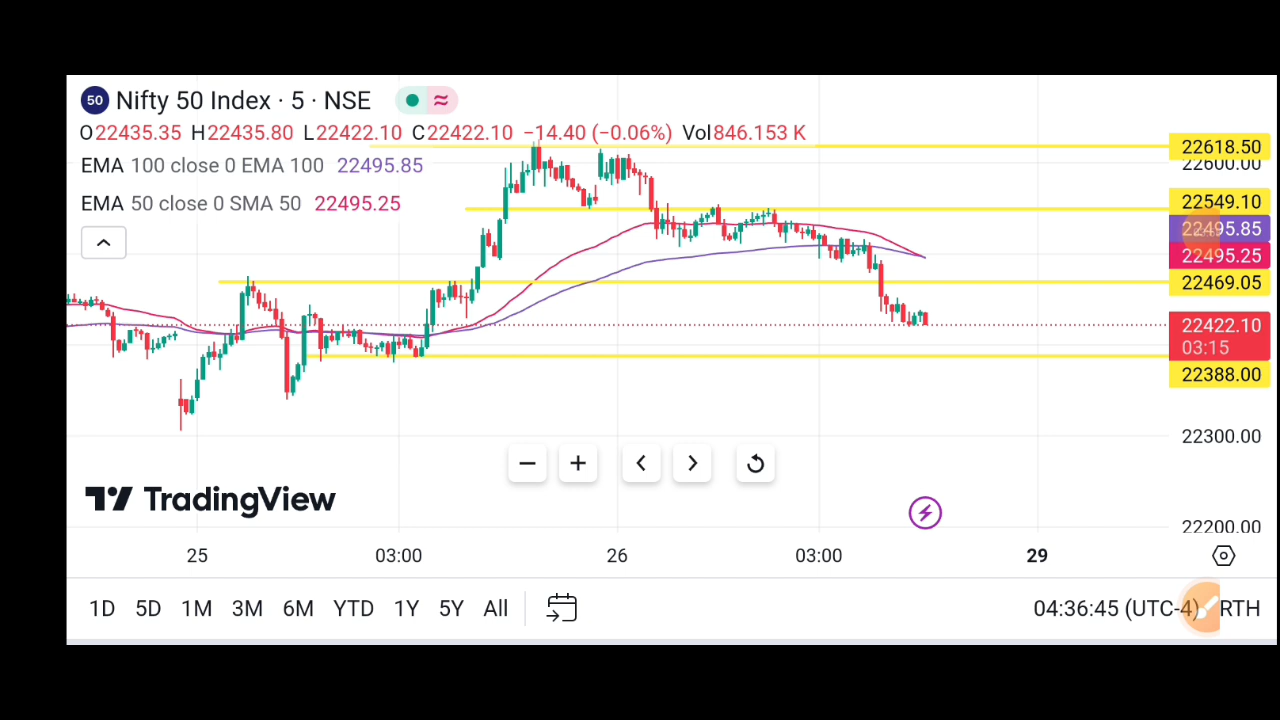 50 Nifty 50 Index · 5 · NSE
O22435.35 H22435.80 L22422.10 C22422.10 −14.40 (−0.06%) Vol846.153 K
EMA 100 close 0 EMA 100 22495.85
EMA 50 close 0 SMA 50 22495.25
22618.50
22600.00
22549.10
22495.85
22495.25
22469.05
22422.10
03:15
22388.00
22300.00
22200.00
TradingView
25 03:00 26 03:00 29
1D 5D 1M 3M 6M YTD 1Y 5Y All 04:36:45 (UTC-4) RTH